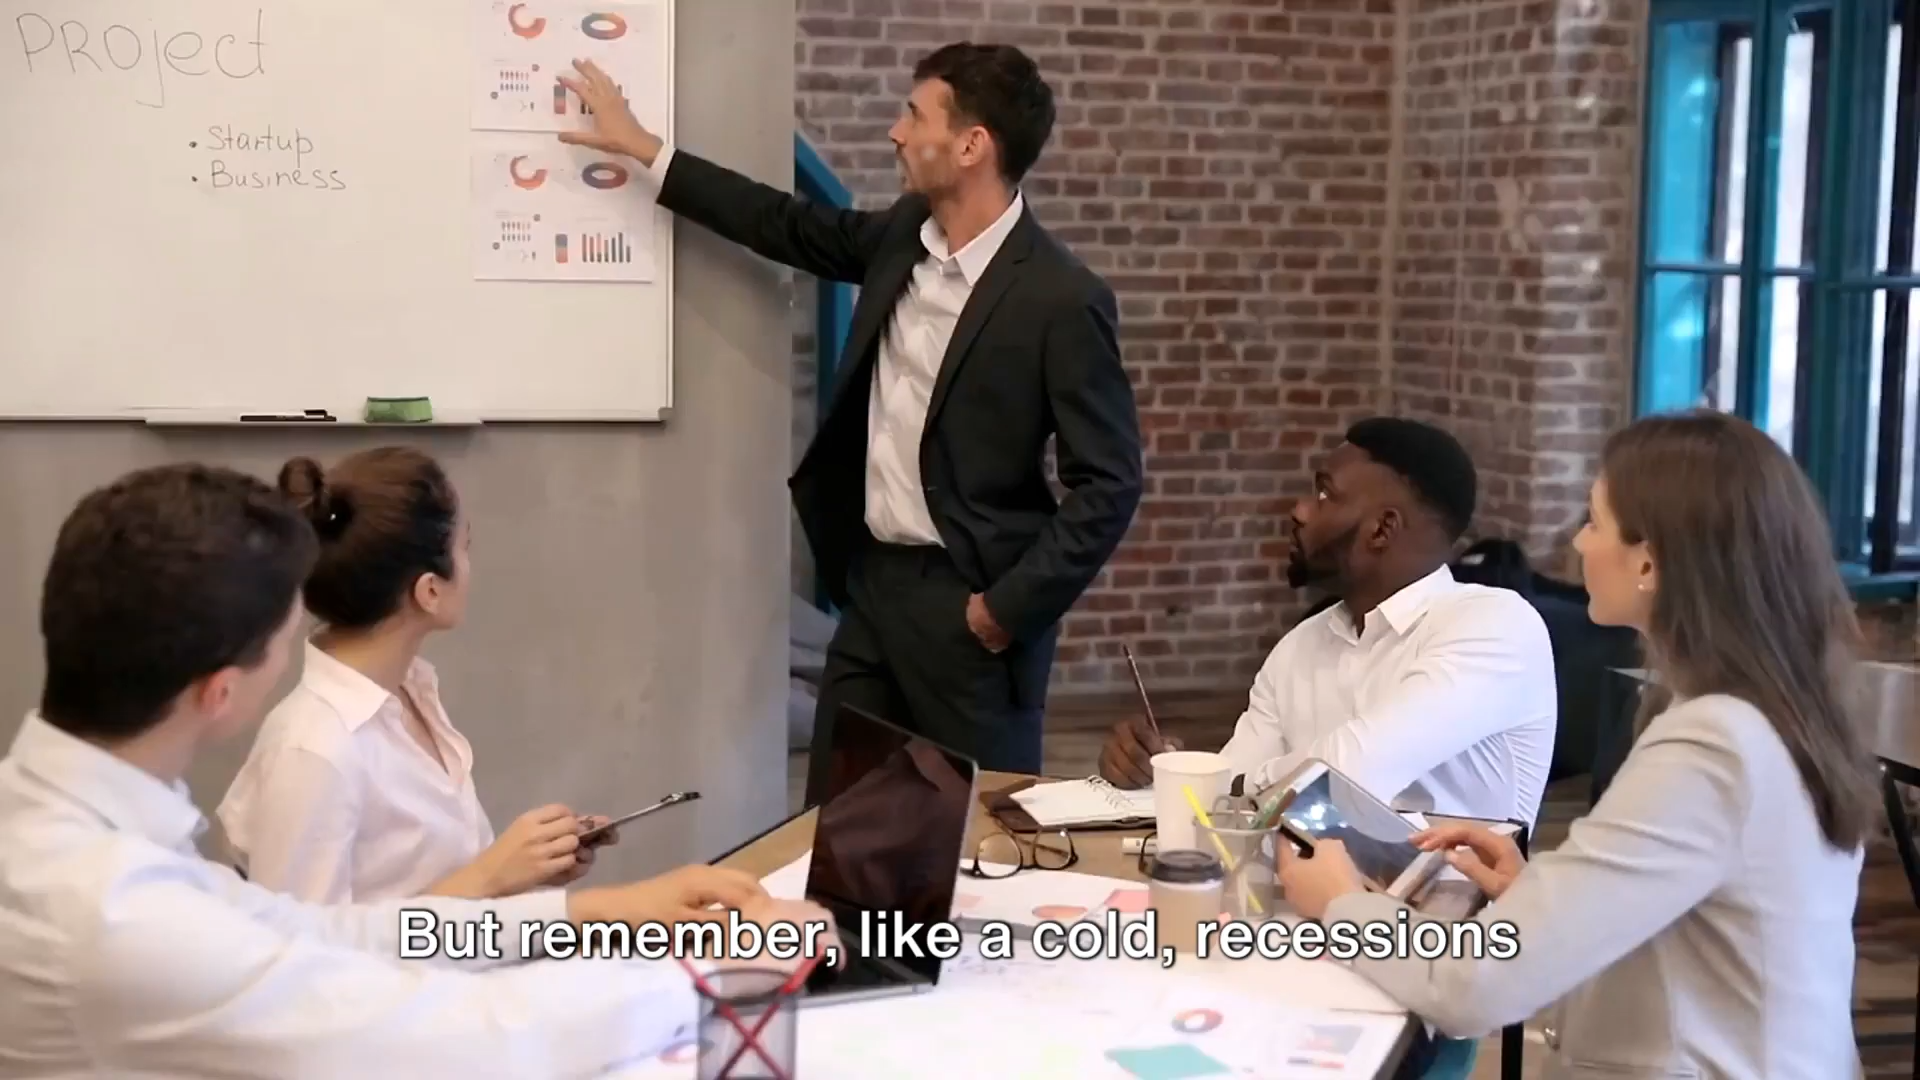 PROject
• Startup
• Business
But remember, like a cold, recessions